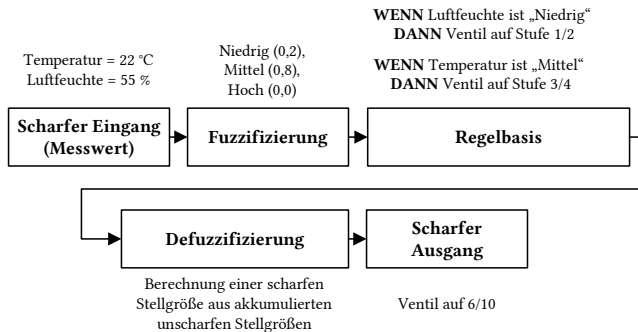 Temperatur = 22 °C
Luftfeuchte = 55 %
Scharfer Eingang
(Messwert)
Niedrig (0,2),
Mittel (0,8),
Hoch (0,0)
Fuzzifizierung
WENN Luftfeuchte ist „Niedrig“
DANN Ventil auf Stufe 1/2
WENN Temperatur ist „Mittel“
DANN Ventil auf Stufe 3/4
Regelbasis
Defuzzifizierung
Berechnung einer scharfen
Stellgröße aus akkumulierten
unscharfen Stellgrößen
Scharfer
Ausgang
Ventil auf 6/10